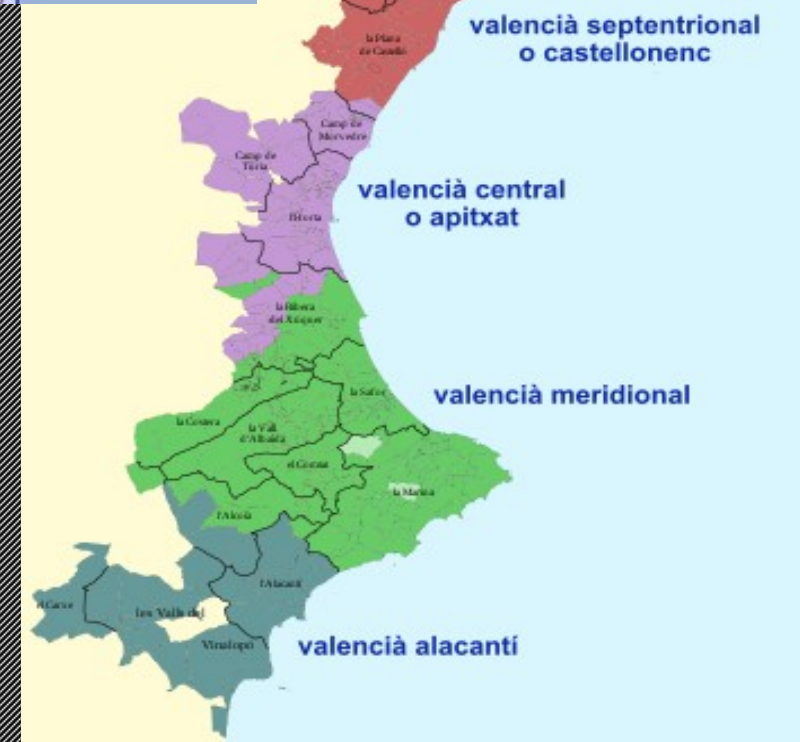 la Plana
de Castelló
valencià septentrional
o castellonenc
Camp de
Morvedre
Camp de
Túria
valencià central
o apitxat
l'Horta
la Ribera
del Xúquer
la Safor
valencià meridional
la Costera
la Vall
d'Albaida
el Comtat
la Marina
l'Alcoià
l'Alacantí
el Carxe
les Valls del
Vinalopó
valencià alacantí